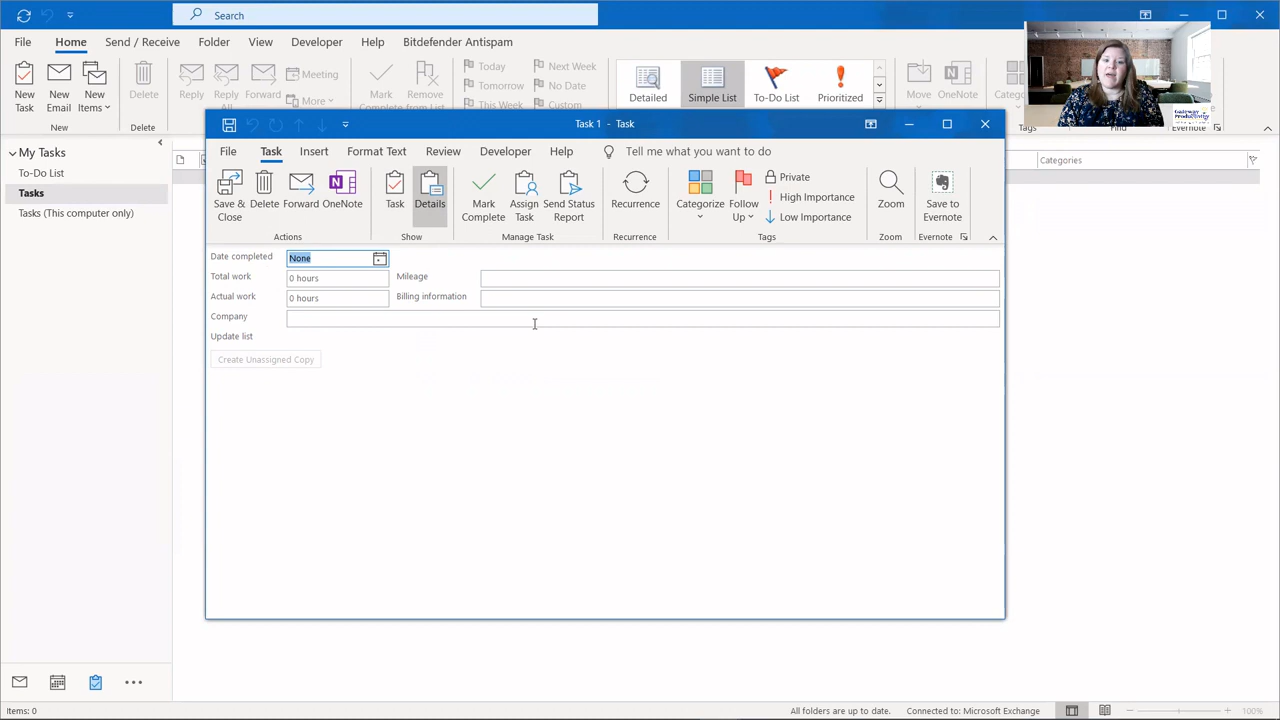 Search
File Home Send / Receive Folder View Developer Help Bitdefender Antispam
New Task
New Email
New Items
Delete
Reply
Reply All
Forward
Meeting
More
Mark Complete
Remove from List
Today
Tomorrow
This Week
Next Week
No Date
Custom
Detailed
Simple List
To-Do List
Prioritized
Move
OneNote
New
Delete
Tags
Find
Evernote
Gateway Productivity
My Tasks
To-Do List
Tasks
Tasks (This computer only)
Categories
Task 1 - Task
File Task Insert Format Text Review Developer Help Tell me what you want to do
Save & Close
Delete
Forward
OneNote
Task
Details
Mark Complete
Assign Task
Send Status Report
Recurrence
Categorize
Follow Up
Private
High Importance
Low Importance
Zoom
Save to Evernote
Actions Show Manage Task Recurrence Tags Zoom Evernote
Date completed None
Total work 0 hours Mileage
Actual work 0 hours Billing information
Company
Update list
Create Unassigned Copy
Items: 0 All folders are up to date. Connected to: Microsoft Exchange 100%